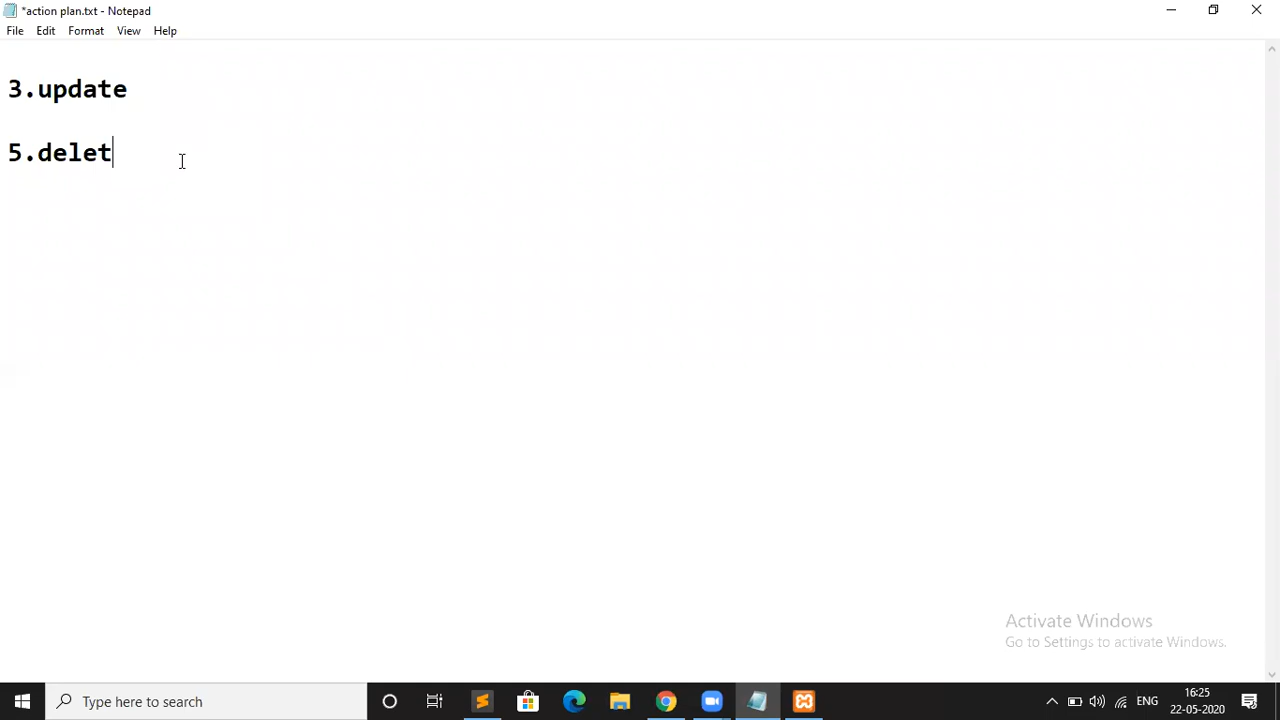 *action plan.txt - Notepad
File Edit Format View Help
3.update
5.delet
Activate Windows
Go to Settings to activate Windows.
Type here to search
ENG
16:25
22-05-2020